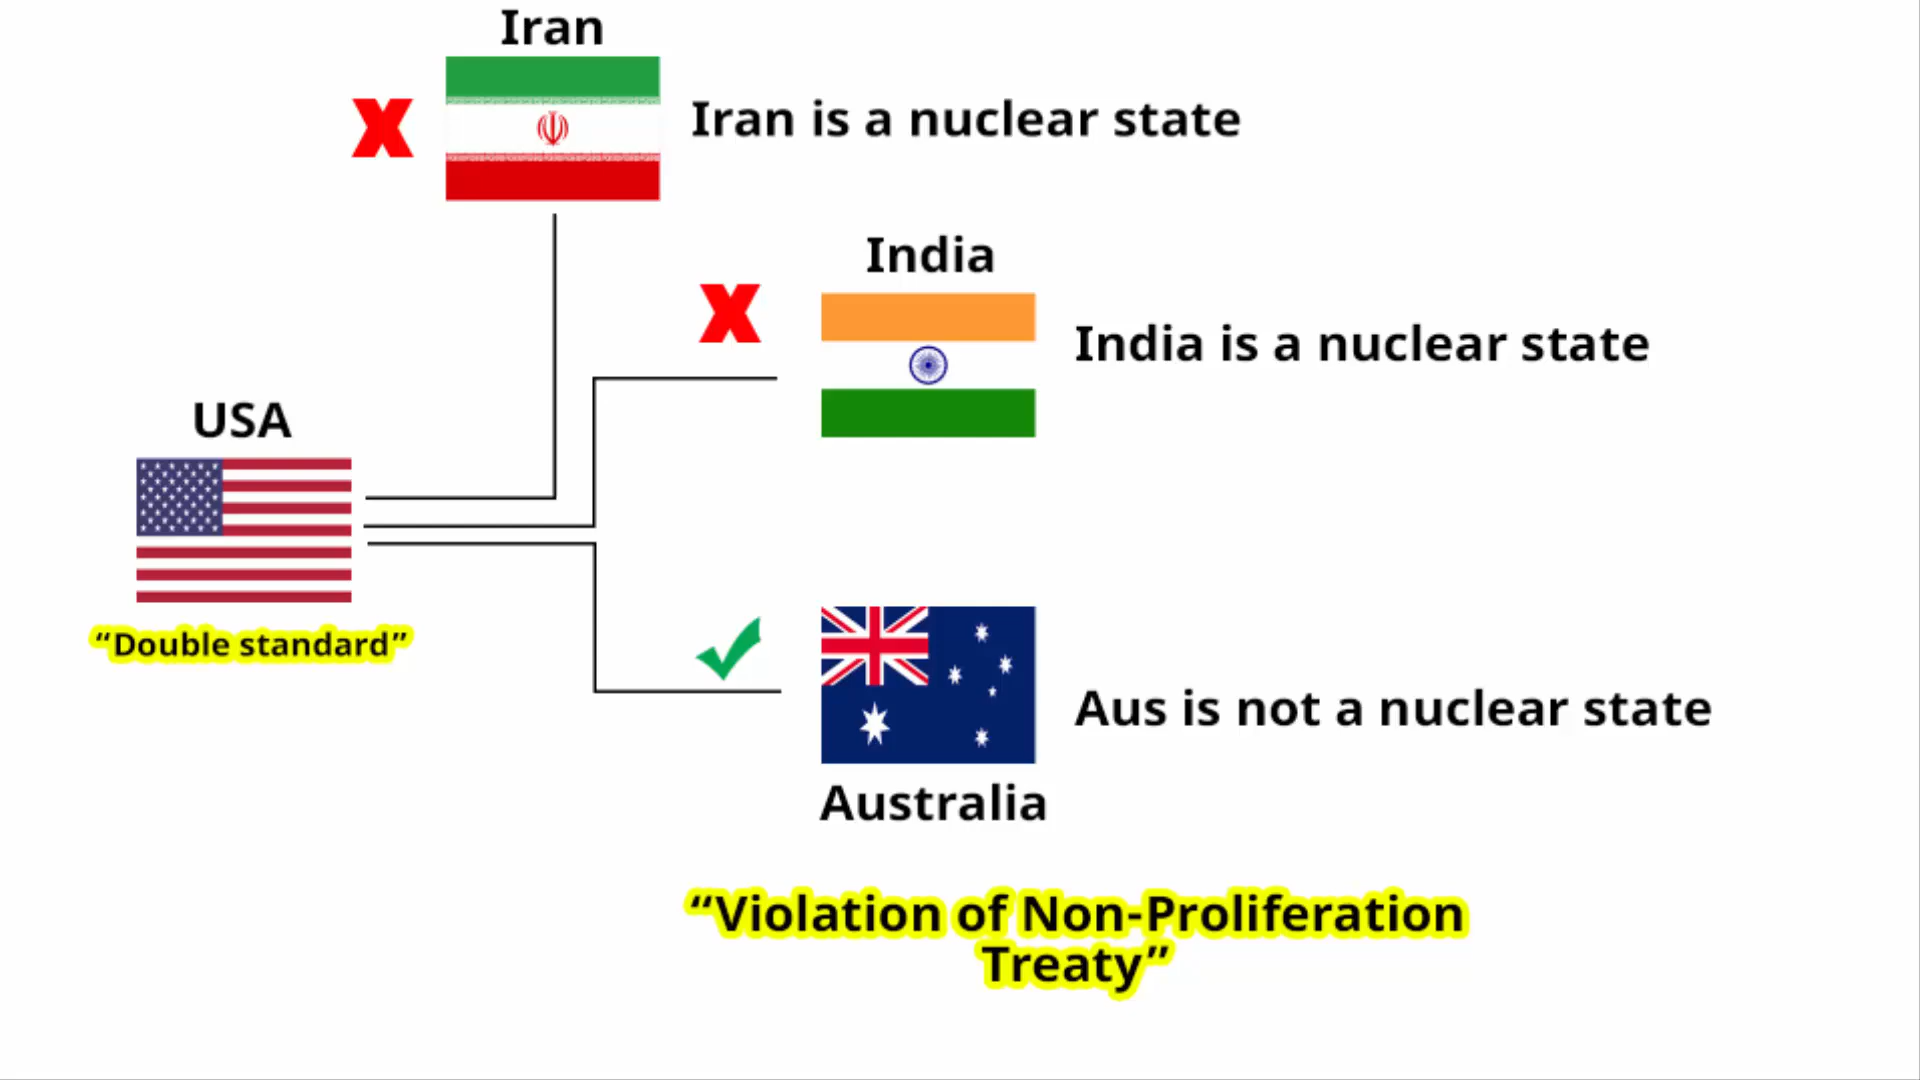 Iran
Iran is a nuclear state
India
India is a nuclear state
USA
“Double standard”
Aus is not a nuclear state
Australia
“Violation of Non-Proliferation
Treaty”